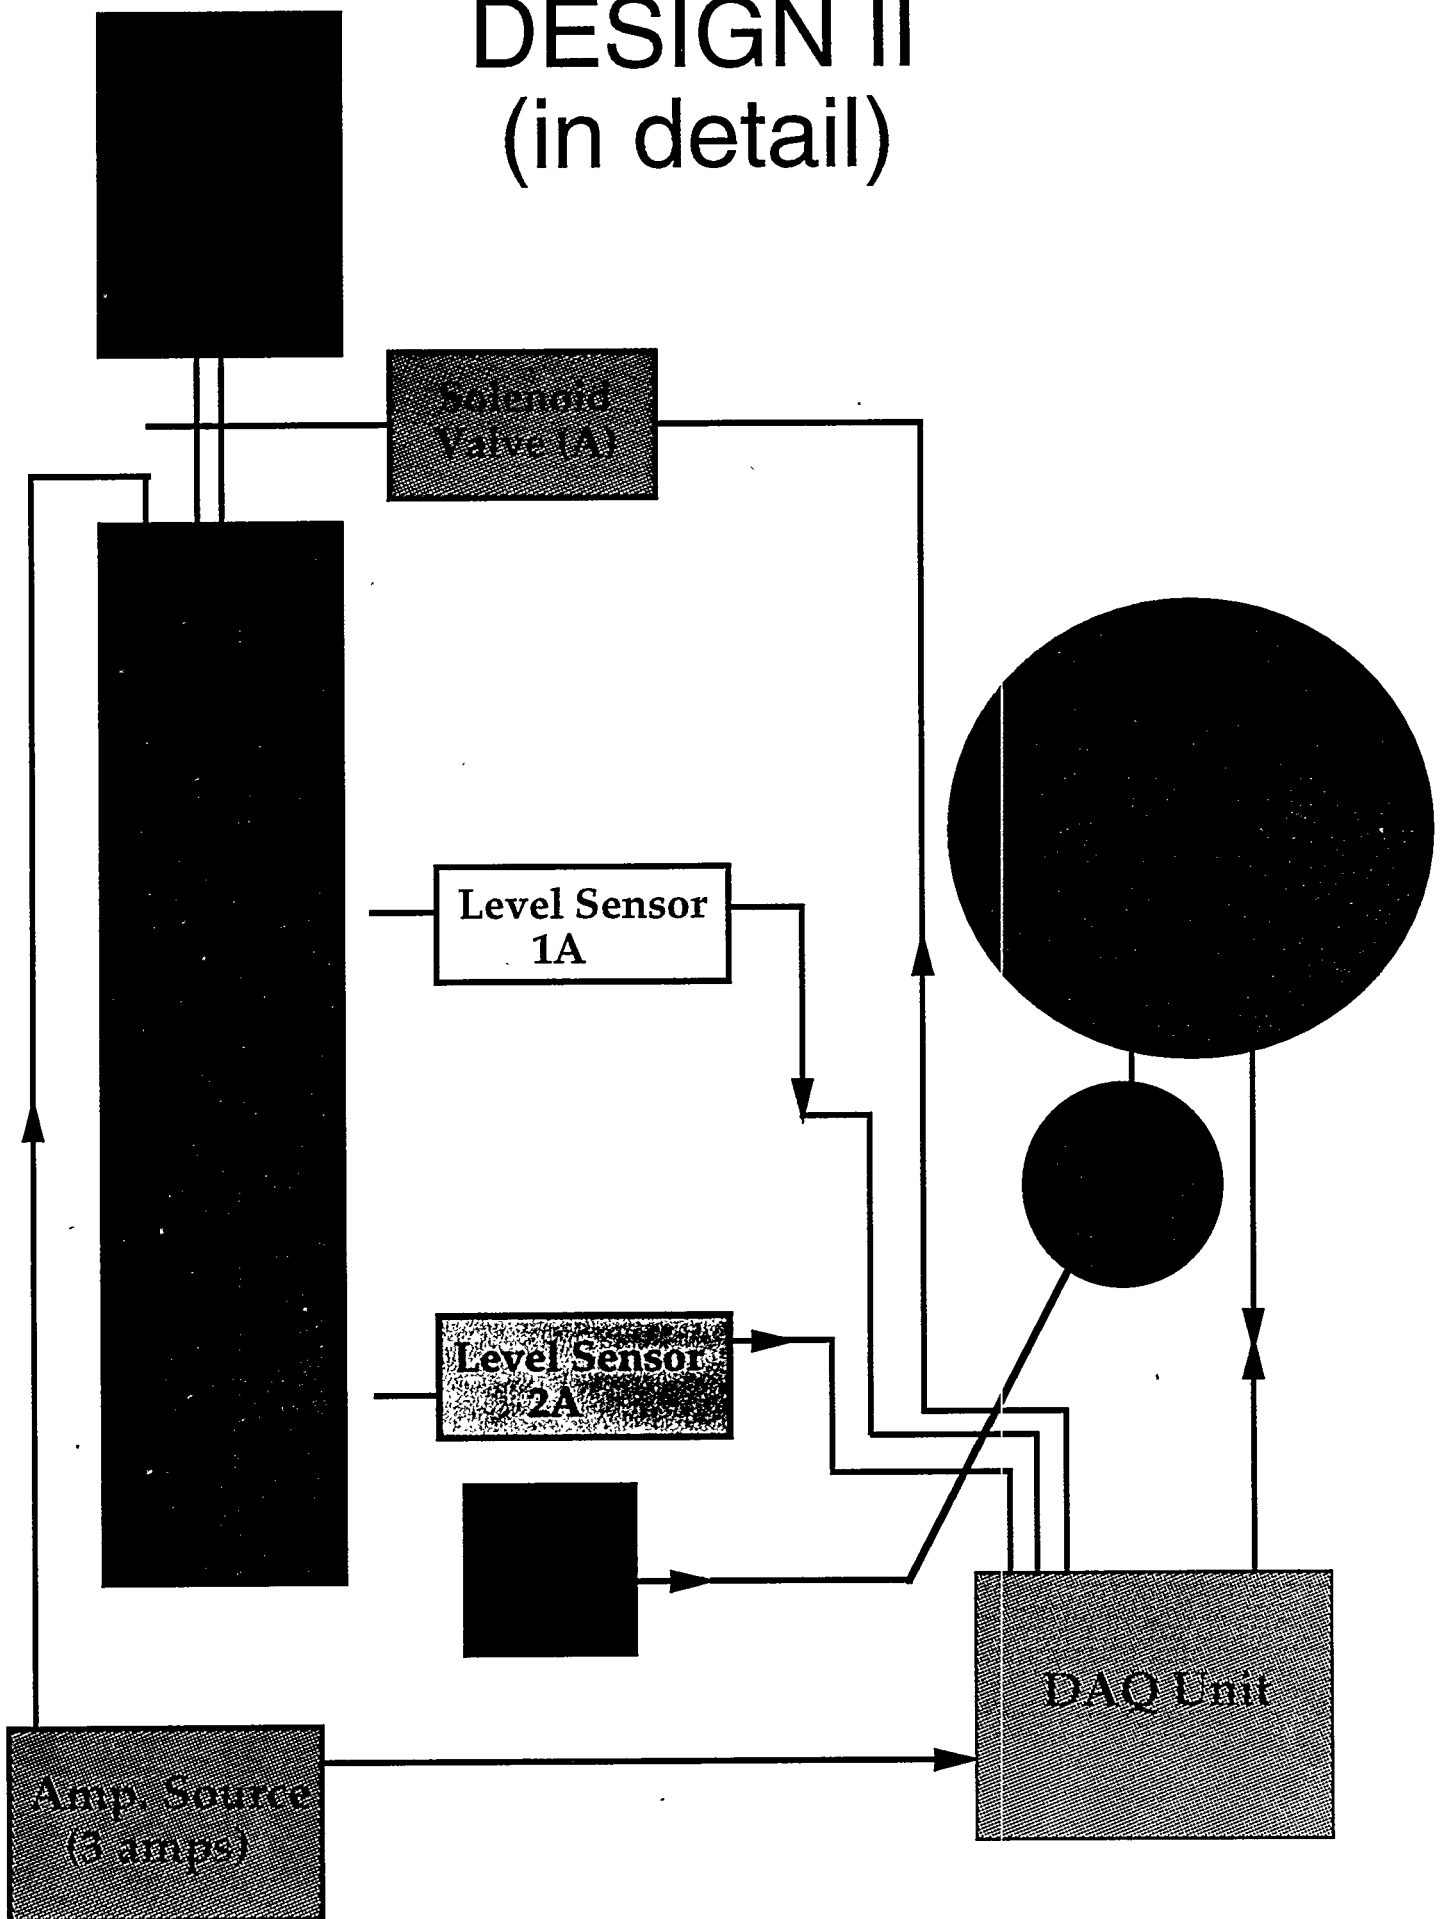 DESIGN II
(in detail)
Solenoid
Valve (A)
Level Sensor
1A
Level Sensor
2A
DAQ Unit
Amp. Source
(3 amps)